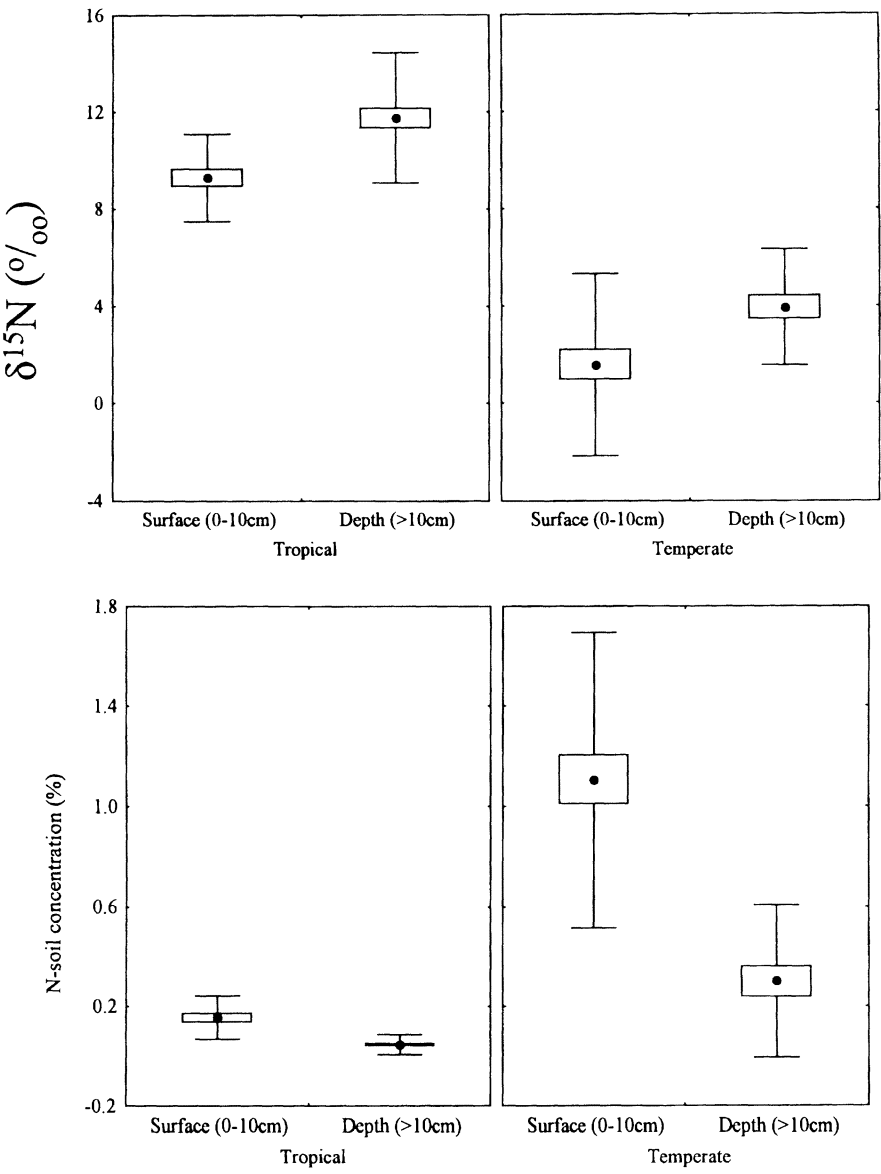 16
12
8
4
0
-4
δ15N (o/oo)
Surface (0-10cm) Depth (>10cm)
Tropical
Surface (0-10cm) Depth (>10cm)
Temperate
1.8
1.4
1.0
0.6
0.2
-0.2
N-soil concentration (%)
Surface (0-10cm) Depth (>10cm)
Tropical
Surface (0-10cm) Depth (>10cm)
Temperate